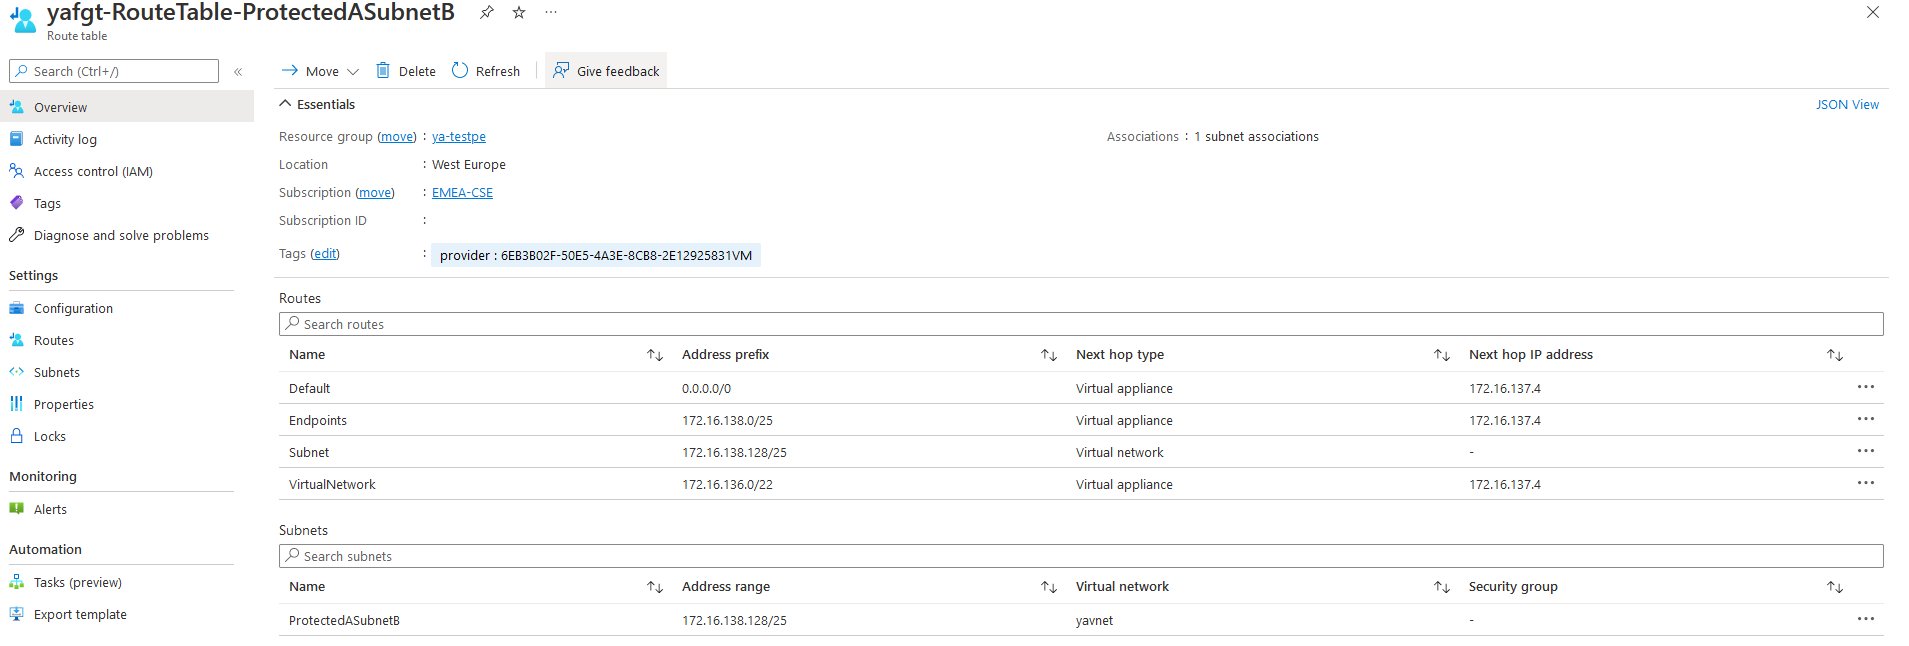 yafgt-RouteTable-ProtectedASubnetB
Route table
Search (Ctrl+/)
«
Move
Delete
Refresh
Give feedback
Overview
Activity log
Access control (IAM)
Tags
Diagnose and solve problems
Settings
Configuration
Routes
Subnets
Properties
Locks
Monitoring
Alerts
Automation
Tasks (preview)
Export template
Essentials
JSON View
Resource group (move) : ya-testpe
Associations : 1 subnet associations
Location : West Europe
Subscription (move) : EMEA-CSE
Subscription ID :
Tags (edit) : provider : 6EB3B02F-50E5-4A3E-8CB8-2E12925831VM
Routes
Search routes
Name Address prefix Next hop type Next hop IP address
Default 0.0.0.0/0 Virtual appliance 172.16.137.4
Endpoints 172.16.138.0/25 Virtual appliance 172.16.137.4
Subnet 172.16.138.128/25 Virtual network -
VirtualNetwork 172.16.136.0/22 Virtual appliance 172.16.137.4
Subnets
Search subnets
Name Address range Virtual network Security group
ProtectedASubnetB 172.16.138.128/25 yavnet -